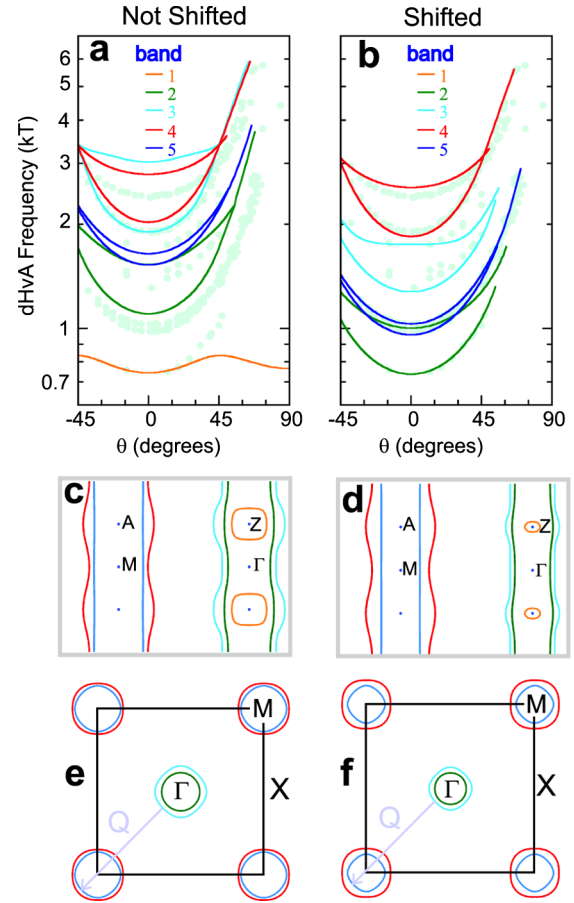 Not Shifted
Shifted
a
band
1
2
3
4
5
b
band
1
2
3
4
5
dHvA Frequency (kT)
6
5
4
3
2
1
0.7
-45
0
45
90
θ (degrees)
-45
0
45
90
θ (degrees)
c
A
M
Z
Γ
d
A
M
Z
Γ
e
M
Γ
X
Q
f
M
Γ
X
Q